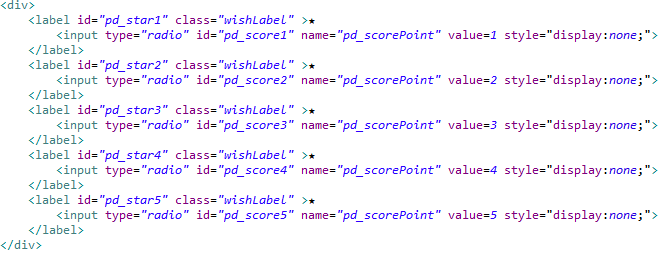 <div>
<label id="pd_star1" class="wishLabel" >★
<input type="radio" id="pd_score1" name="pd_scorePoint" value=1 style="display:none;">
</label>
<label id="pd_star2" class="wishLabel" >★
<input type="radio" id="pd_score2" name="pd_scorePoint" value=2 style="display:none;">
</label>
<label id="pd_star3" class="wishLabel" >★
<input type="radio" id="pd_score3" name="pd_scorePoint" value=3 style="display:none;">
</label>
<label id="pd_star4" class="wishLabel" >★
<input type="radio" id="pd_score4" name="pd_scorePoint" value=4 style="display:none;">
</label>
<label id="pd_star5" class="wishLabel" >★
<input type="radio" id="pd_score5" name="pd_scorePoint" value=5 style="display:none;">
</label>
</div>